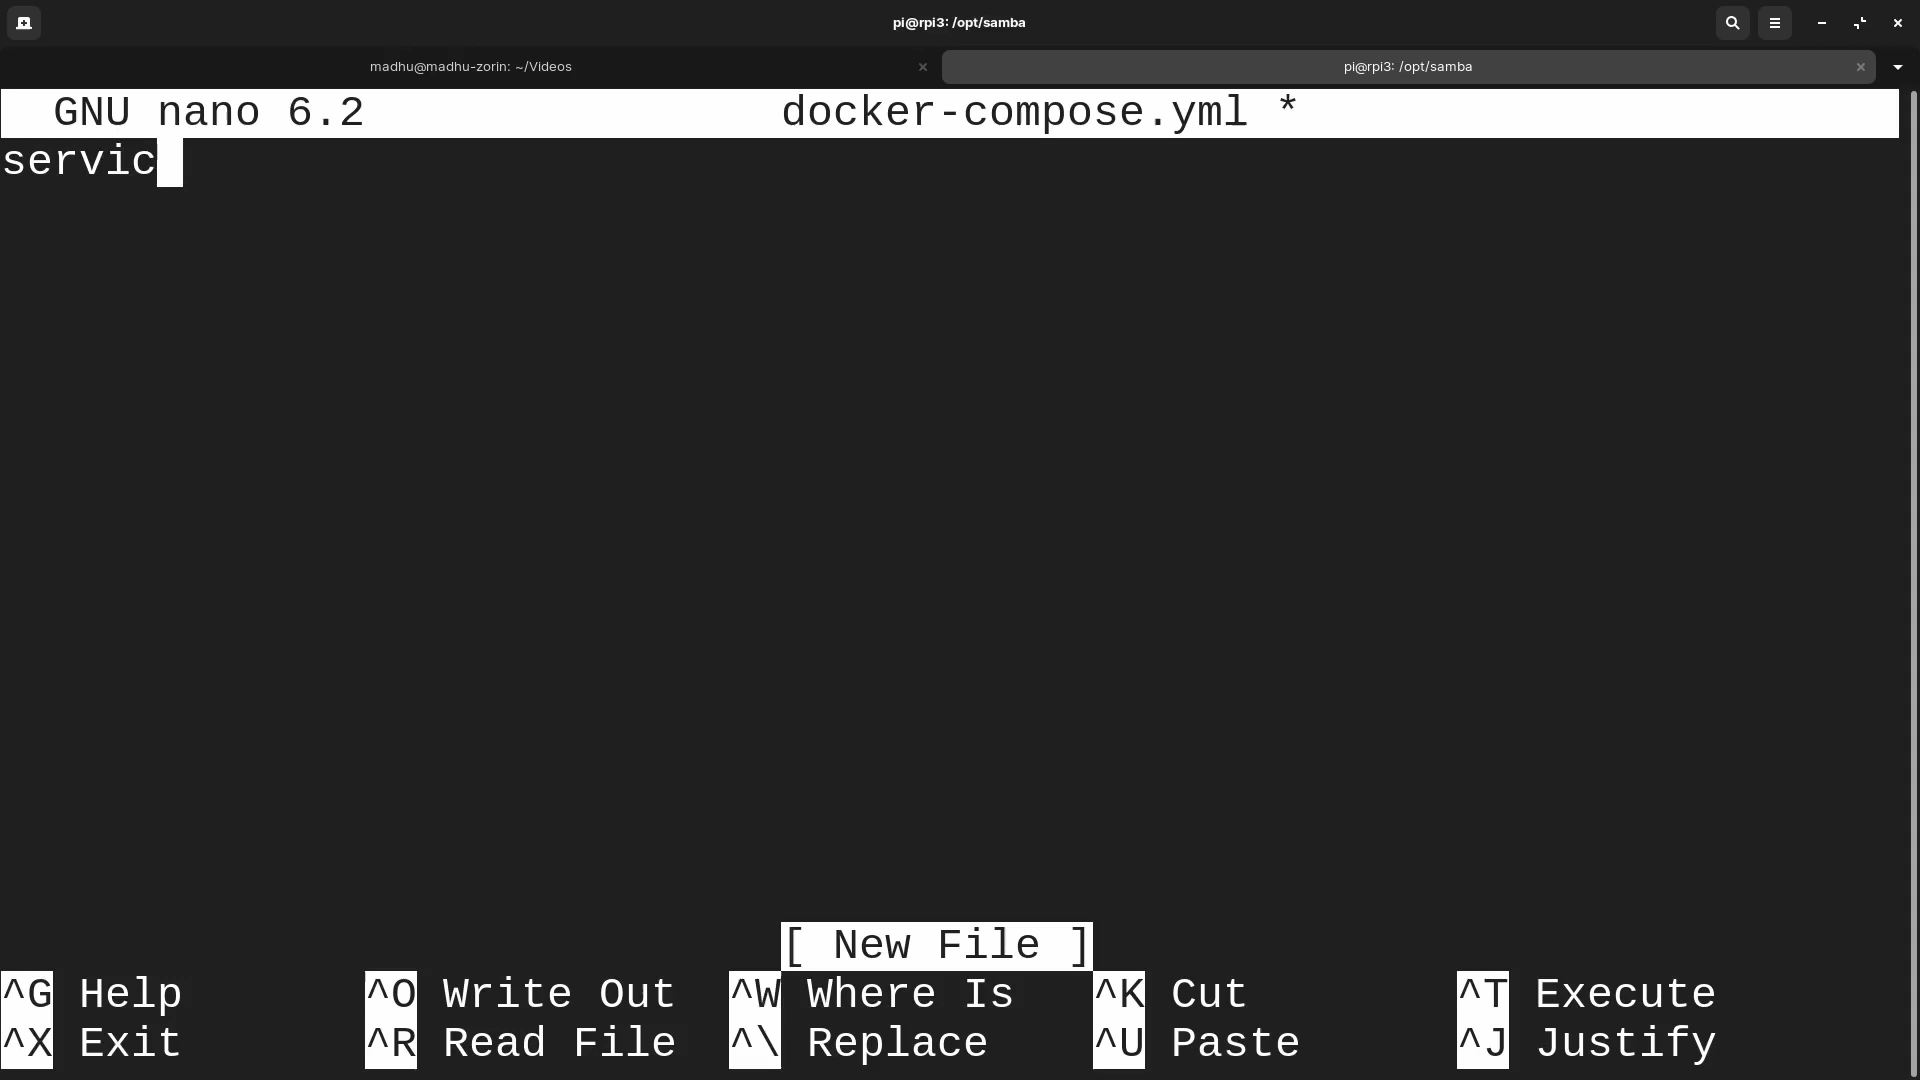 pi@rpi3: /opt/samba
madhu@madhu-zorin: ~/Videos
pi@rpi3: /opt/samba
GNU nano 6.2 docker-compose.yml *
servic
[ New File ]
^G Help ^O Write Out ^W Where Is ^K Cut ^T Execute
^X Exit ^R Read File ^\ Replace ^U Paste ^J Justify